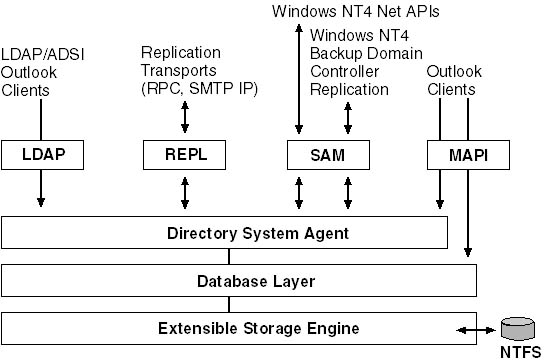 Windows NT4 Net APIs
LDAP/ADSI
Outlook
Clients
Replication
Transports
(RPC, SMTP IP)
Windows NT4
Backup Domain
Controller
Replication
Outlook
Clients
LDAP
REPL
SAM
MAPI
Directory System Agent
Database Layer
Extensible Storage Engine
NTFS